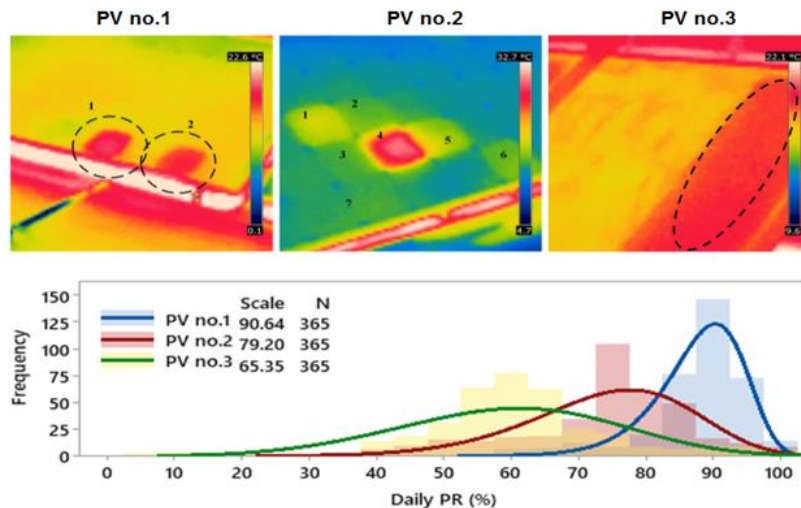 PV no.1 PV no.2 PV no.3
22.6 °C
1
2
0.1
32.7 °C
1
2
3
4
5
6
7
4.7
22.1 °C
9.6
Scale N
PV no.1 90.64 365
PV no.2 79.20 365
PV no.3 65.35 365
Frequency
150
125
100
75
50
25
0
0 10 20 30 40 50 60 70 80 90 100
Daily PR (%)